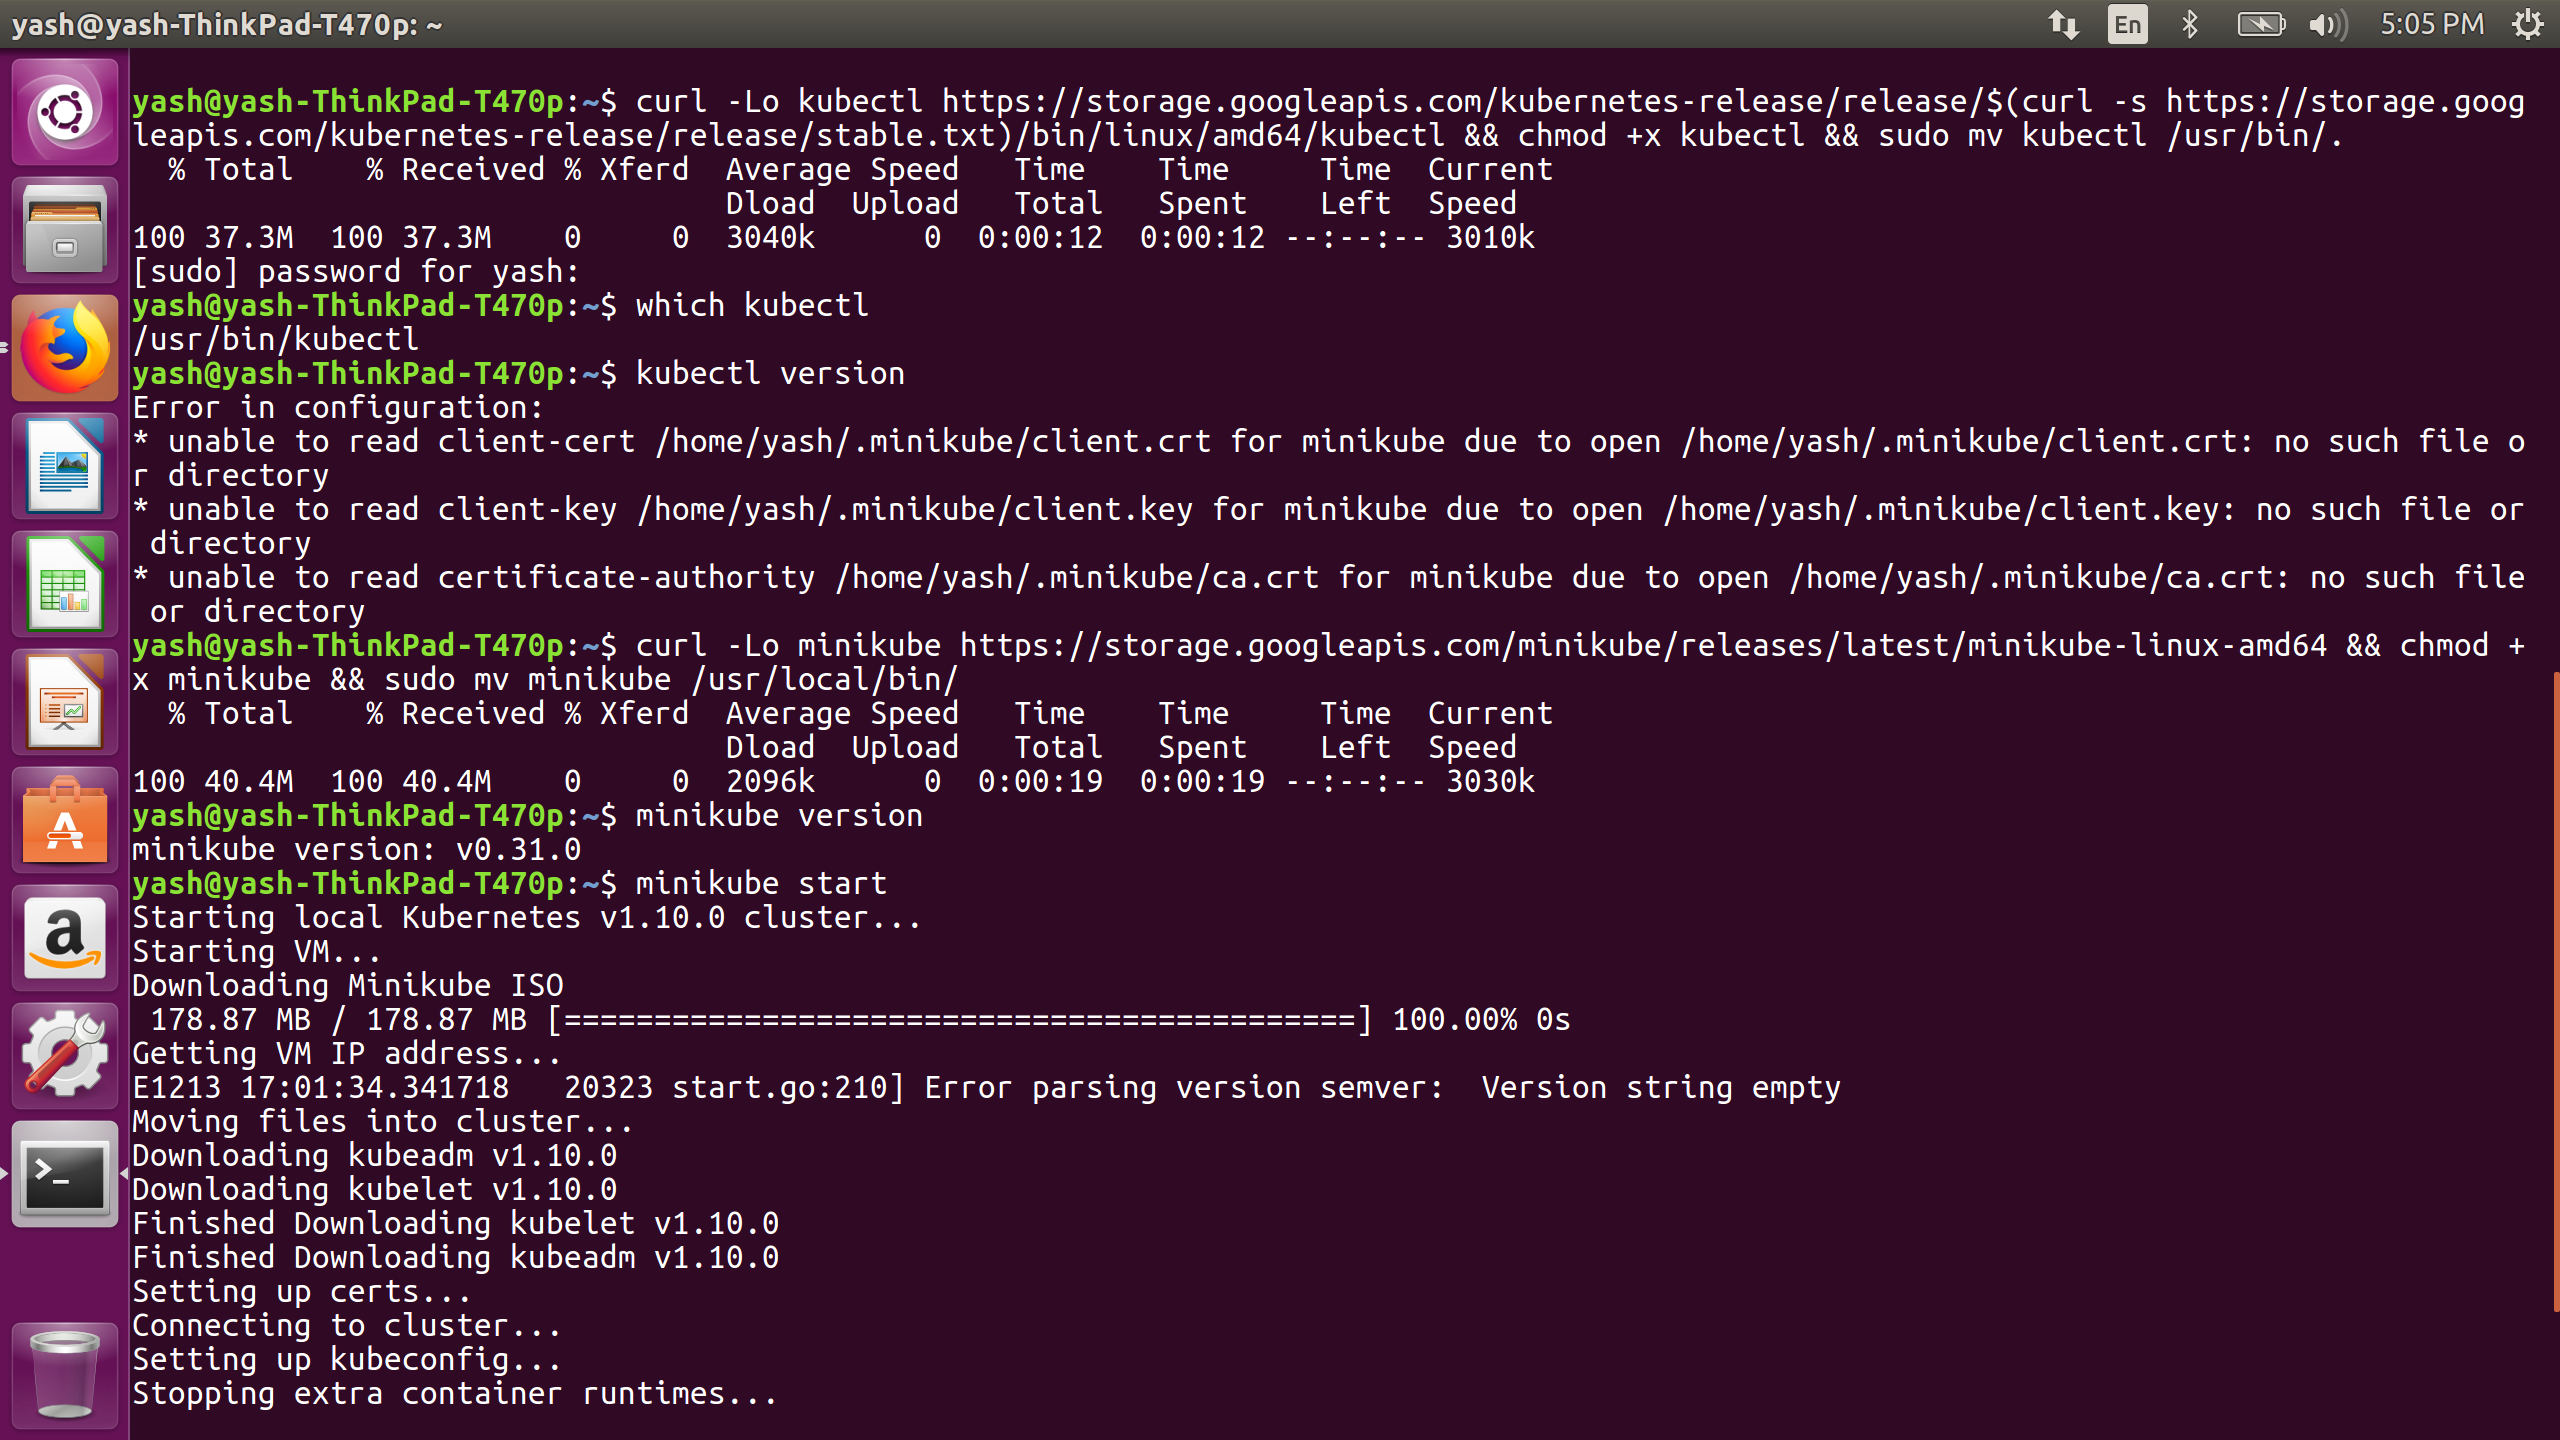 yash@yash-ThinkPad-T470p: ~
En
5:05 PM
yash@yash-ThinkPad-T470p:~$ curl -Lo kubectl https://storage.googleapis.com/kubernetes-release/release/$(curl -s https://storage.goog
leapis.com/kubernetes-release/release/stable.txt)/bin/linux/amd64/kubectl && chmod +x kubectl && sudo mv kubectl /usr/bin/.
  % Total    % Received % Xferd  Average Speed   Time    Time     Time  Current
                                 Dload  Upload   Total   Spent    Left  Speed
100 37.3M  100 37.3M    0     0  3040k      0  0:00:12  0:00:12 --:--:-- 3010k
[sudo] password for yash:
yash@yash-ThinkPad-T470p:~$ which kubectl
/usr/bin/kubectl
yash@yash-ThinkPad-T470p:~$ kubectl version
Error in configuration:
* unable to read client-cert /home/yash/.minikube/client.crt for minikube due to open /home/yash/.minikube/client.crt: no such file o
r directory
* unable to read client-key /home/yash/.minikube/client.key for minikube due to open /home/yash/.minikube/client.key: no such file or
 directory
* unable to read certificate-authority /home/yash/.minikube/ca.crt for minikube due to open /home/yash/.minikube/ca.crt: no such file
 or directory
yash@yash-ThinkPad-T470p:~$ curl -Lo minikube https://storage.googleapis.com/minikube/releases/latest/minikube-linux-amd64 && chmod +
x minikube && sudo mv minikube /usr/local/bin/
  % Total    % Received % Xferd  Average Speed   Time    Time     Time  Current
                                 Dload  Upload   Total   Spent    Left  Speed
100 40.4M  100 40.4M    0     0  2096k      0  0:00:19  0:00:19 --:--:-- 3030k
yash@yash-ThinkPad-T470p:~$ minikube version
minikube version: v0.31.0
yash@yash-ThinkPad-T470p:~$ minikube start
Starting local Kubernetes v1.10.0 cluster...
Starting VM...
Downloading Minikube ISO
 178.87 MB / 178.87 MB [============================================] 100.00% 0s
Getting VM IP address...
E1213 17:01:34.341718   20323 start.go:210] Error parsing version semver:  Version string empty
Moving files into cluster...
Downloading kubeadm v1.10.0
Downloading kubelet v1.10.0
Finished Downloading kubelet v1.10.0
Finished Downloading kubeadm v1.10.0
Setting up certs...
Connecting to cluster...
Setting up kubeconfig...
Stopping extra container runtimes...